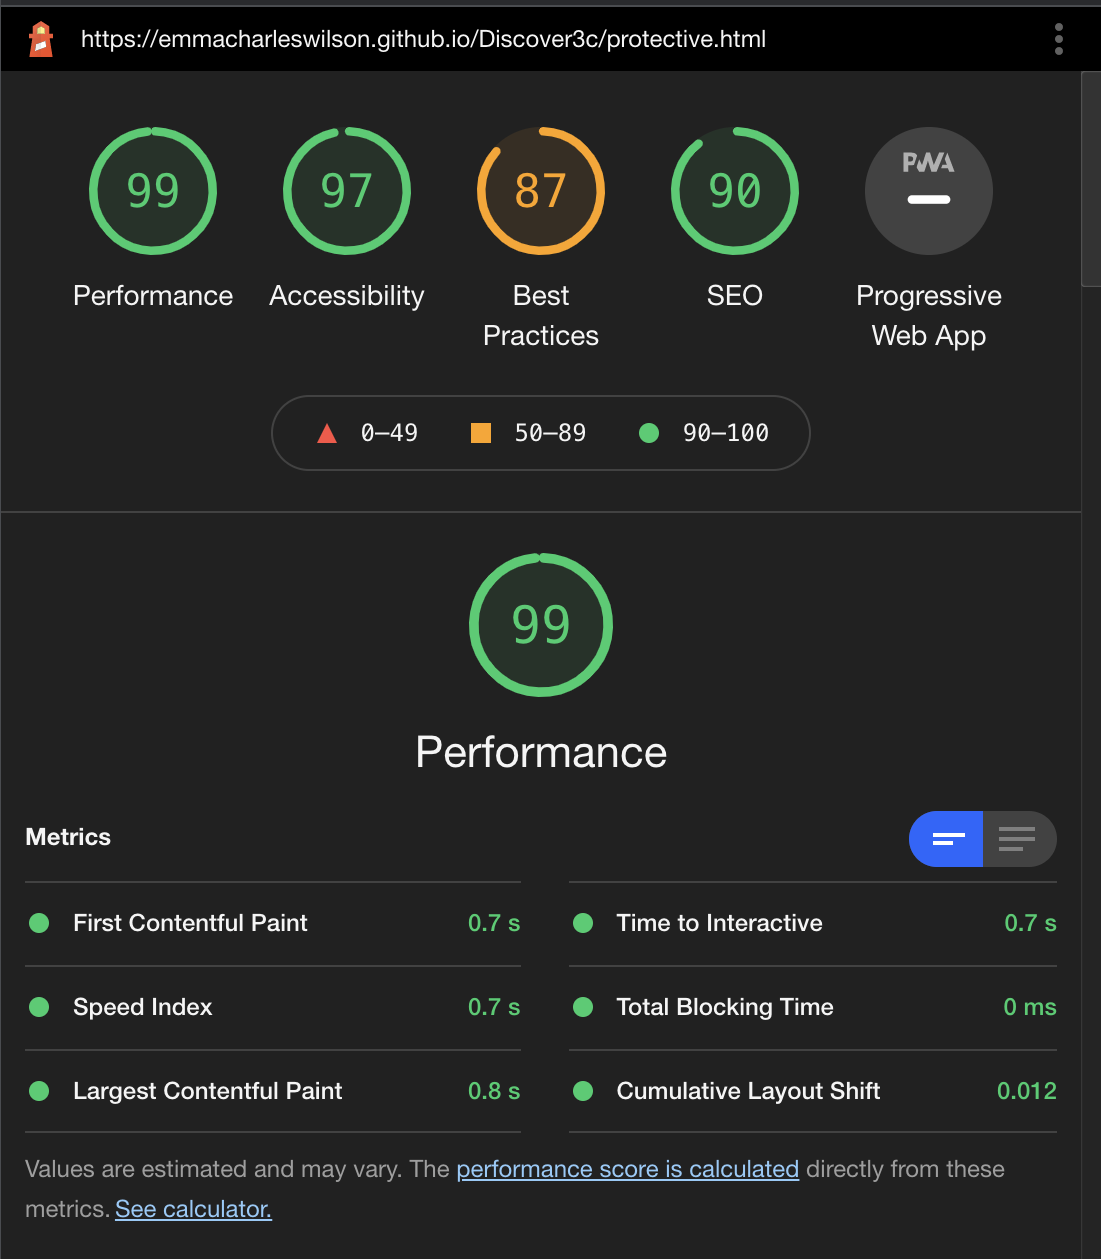 https://emmacharleswilson.github.io/Discover3c/protective.html
99
97
87
90
PWA
Performance
Accessibility
Best
Practices
SEO
Progressive
Web App
0–49
50–89
90–100
99
Performance
Metrics
First Contentful Paint 0.7 s
Time to Interactive 0.7 s
Speed Index 0.7 s
Total Blocking Time 0 ms
Largest Contentful Paint 0.8 s
Cumulative Layout Shift 0.012
Values are estimated and may vary. The performance score is calculated directly from these
metrics. See calculator.